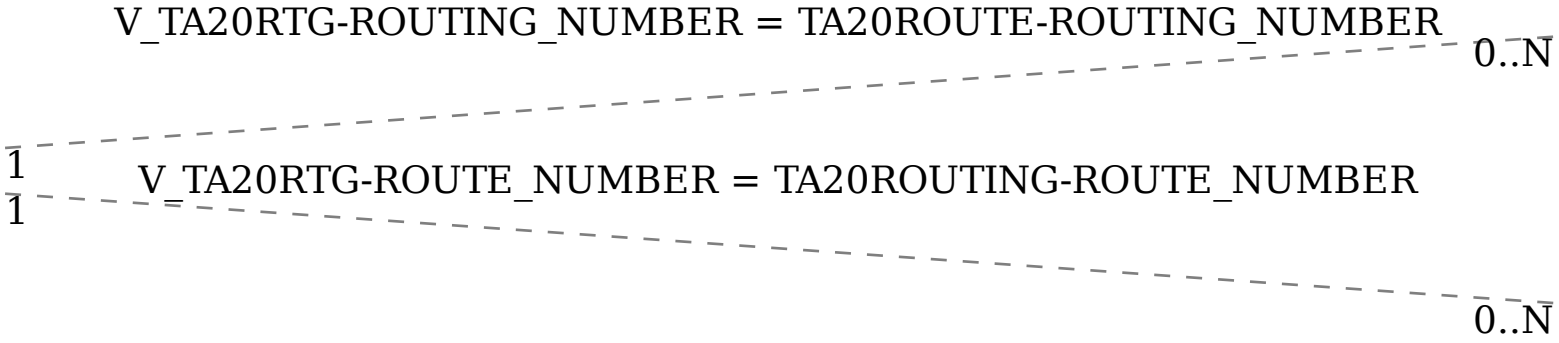 V_TA20RTG-ROUTING_NUMBER = TA20ROUTE-ROUTING_NUMBER
0..N
1
V_TA20RTG-ROUTE_NUMBER = TA20ROUTING-ROUTE_NUMBER
1
0..N